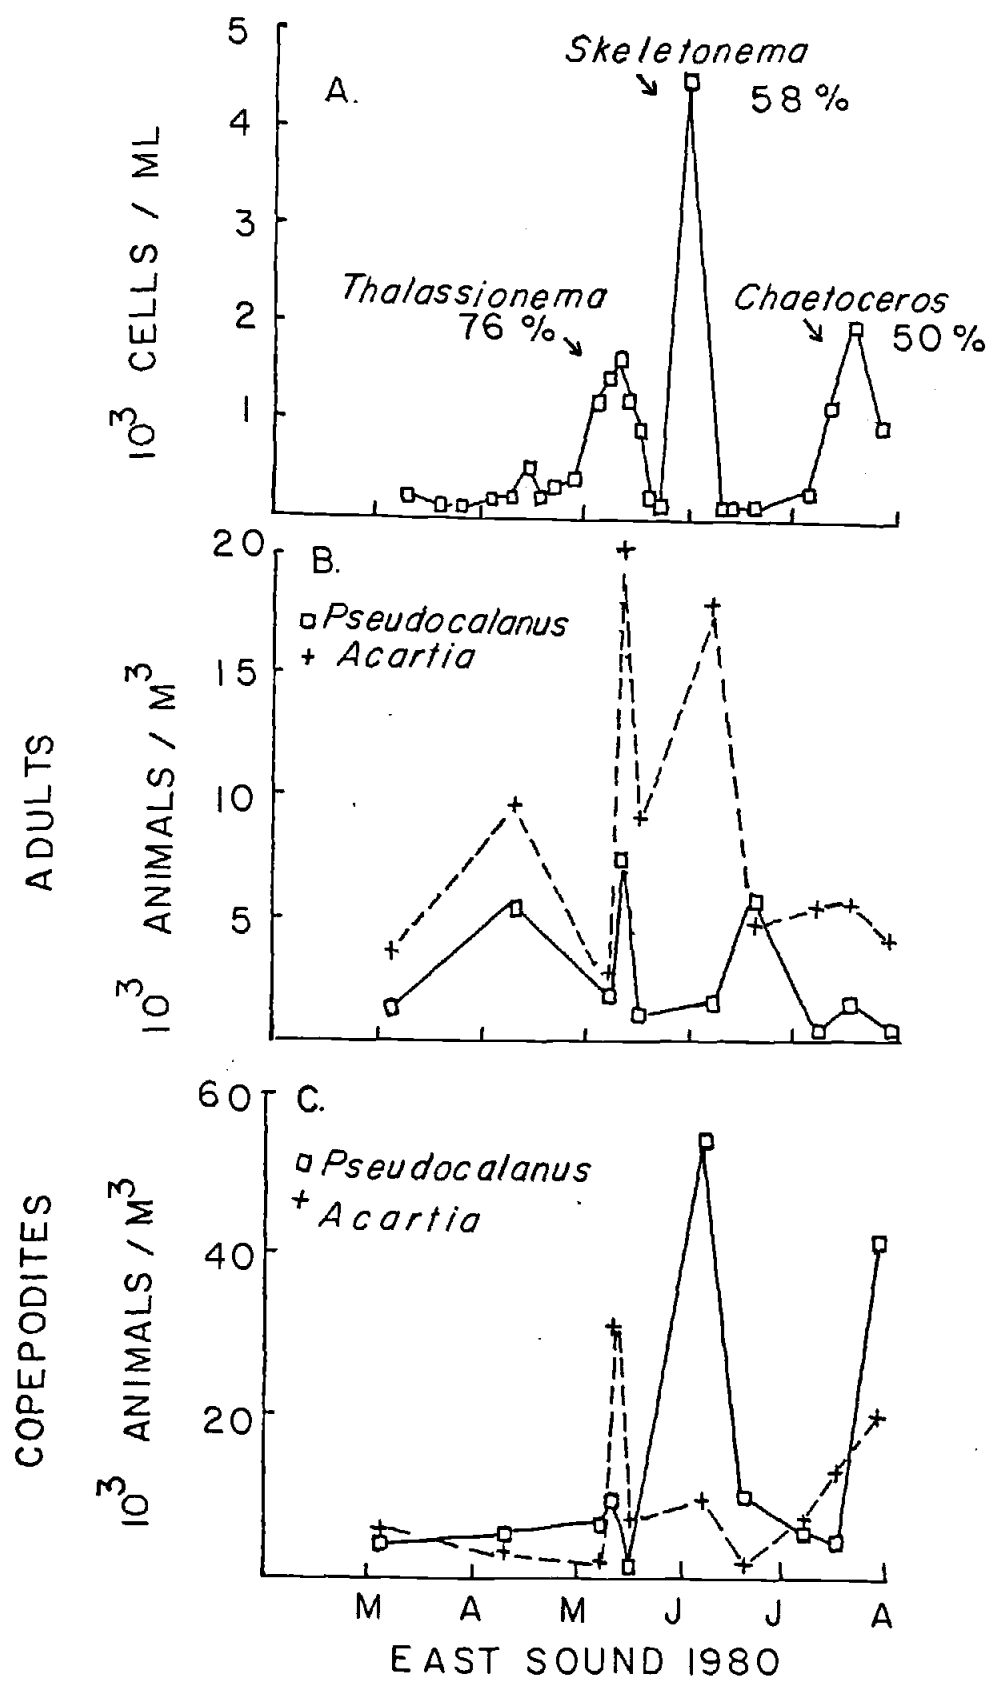 5
Skeletonema
A.
58 %
4
3
Thalassionema
76 %
Chaetoceros
50 %
2
1
10³ CELLS / ML
20
B.
Pseudocalanus
+ Acartia
15
10
5
ADULTS
10³ ANIMALS / M³
60
C.
Pseudocalanus
+ Acartia
40
20
COPEPODITES
10³ ANIMALS / M³
M A M J J A
EAST SOUND 1980